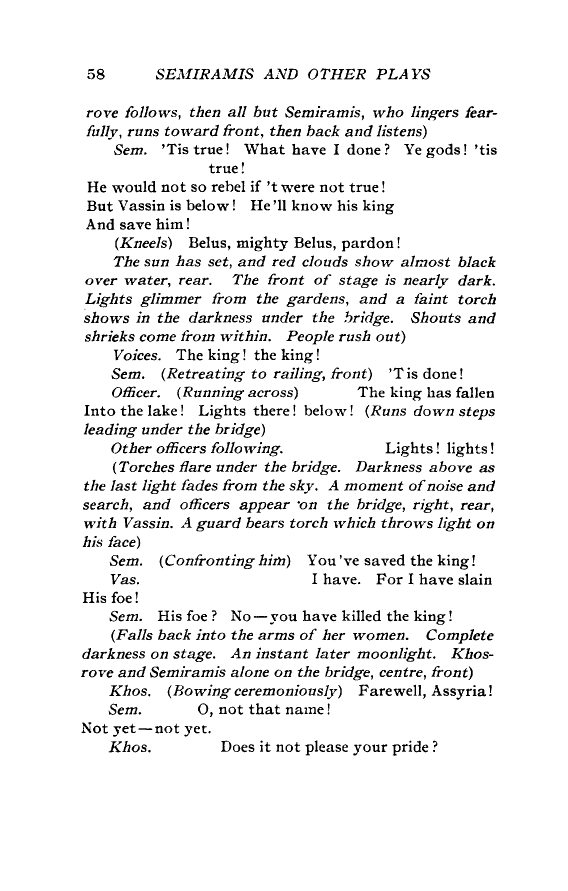 58 SEMIRAMIS AND OTHER PLAYS
rove follows, then all but Semiramis, who lingers fear-
fully, runs toward front, then back and listens)
Sem. 'Tis true! What have I done? Ye gods! 'tis
true!
He would not so rebel if 't were not true!
But Vassin is below! He'll know his king
And save him!
(Kneels) Belus, mighty Belus, pardon!
The sun has set, and red clouds show almost black
over water, rear. The front of stage is nearly dark.
Lights glimmer from the gardens, and a faint torch
shows in the darkness under the bridge. Shouts and
shrieks come from within. People rush out)
Voices. The king! the king!
Sem. (Retreating to railing, front) 'Tis done!
Officer. (Running across) The king has fallen
Into the lake! Lights there! below! (Runs down steps
leading under the bridge)
Other officers following. Lights! lights!
(Torches flare under the bridge. Darkness above as
the last light fades from the sky. A moment of noise and
search, and officers appear on the bridge, right, rear,
with Vassin. A guard bears torch which throws light on
his face)
Sem. (Confronting him) You've saved the king!
Vas. I have. For I have slain
His foe!
Sem. His foe? No—you have killed the king!
(Falls back into the arms of her women. Complete
darkness on stage. An instant later moonlight. Khos-
rove and Semiramis alone on the bridge, centre, front)
Khos. (Bowing ceremoniously) Farewell, Assyria!
Sem. O, not that name!
Not yet—not yet.
Khos. Does it not please your pride?